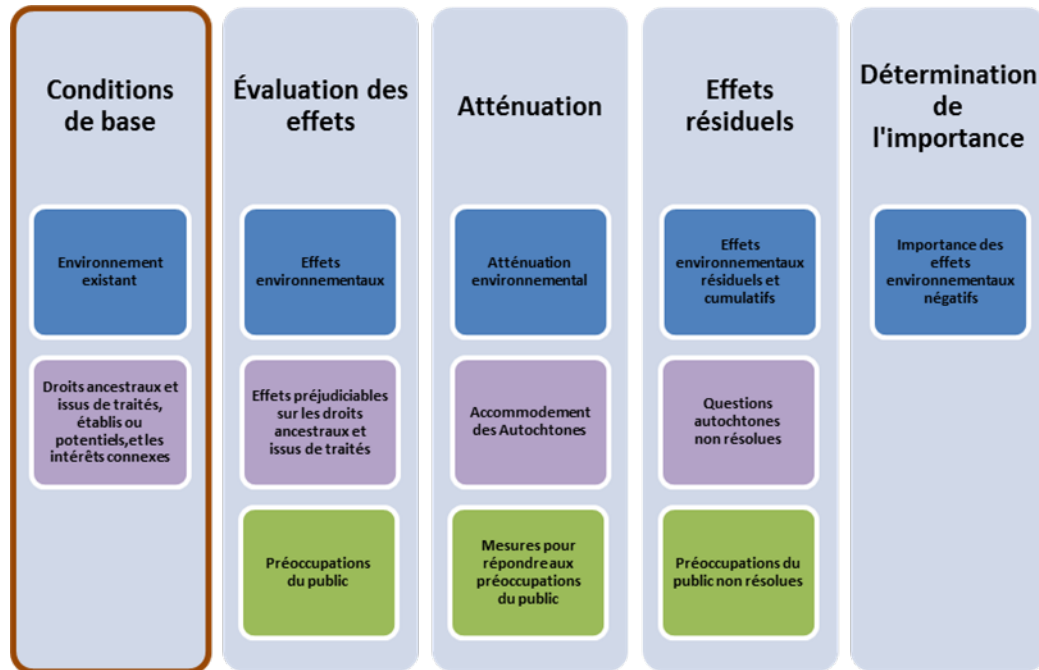 Conditions
de base
Environnement
existant
Droits ancestraux et
issus de traités,
établis ou
potentiels,et les
intérêts connexes
Évaluation des
effets
Effets
environnementaux
Effets préjudiciables
sur les droits
ancestraux et
issus de traités
Préoccupations
du public
Atténuation
Atténuation
environnemental
Accommodement
des Autochtones
Mesures pour
répondre aux
préoccupations
du public
Effets
résiduels
Effets
environnementaux
résiduels et
cumulatifs
Questions
autochtones
non résolues
Préoccupations du
public non résolues
Détermination
de
l'importance
Importance des
effets
environnementaux
négatifs